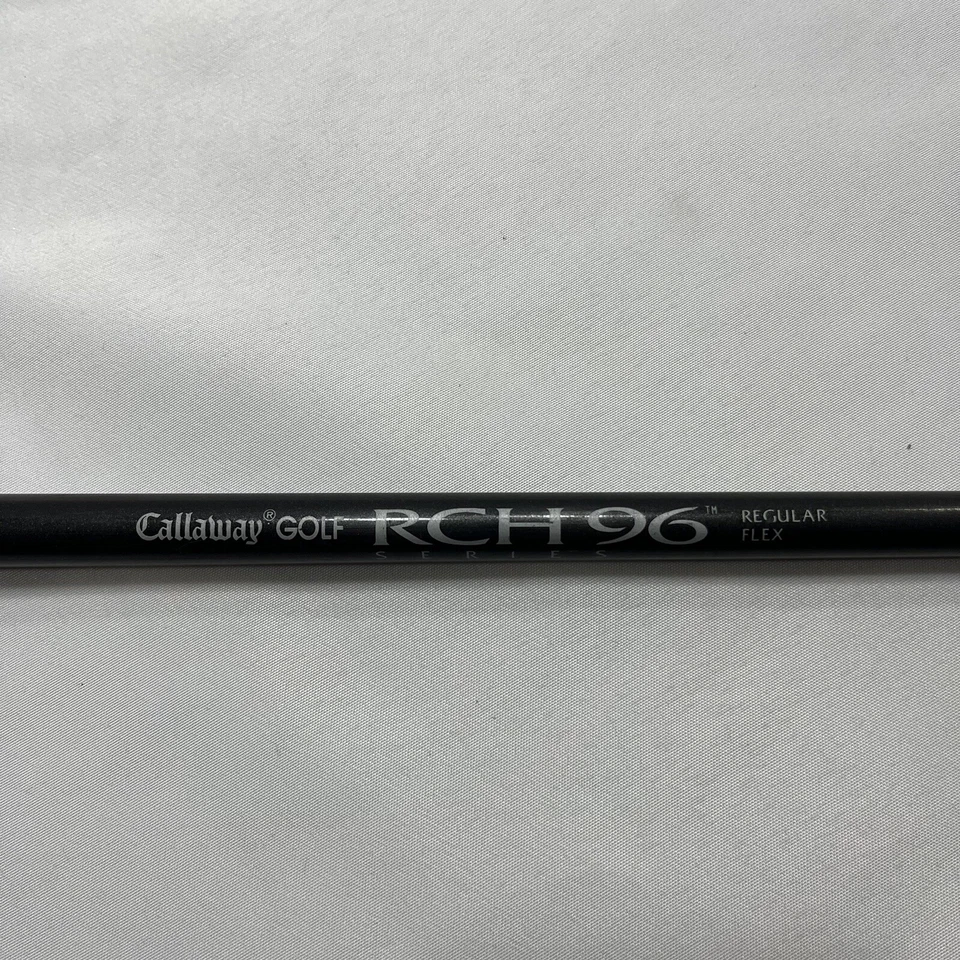 Callaway® GOLF RCH 96™ REGULAR
FLEX
SERIES